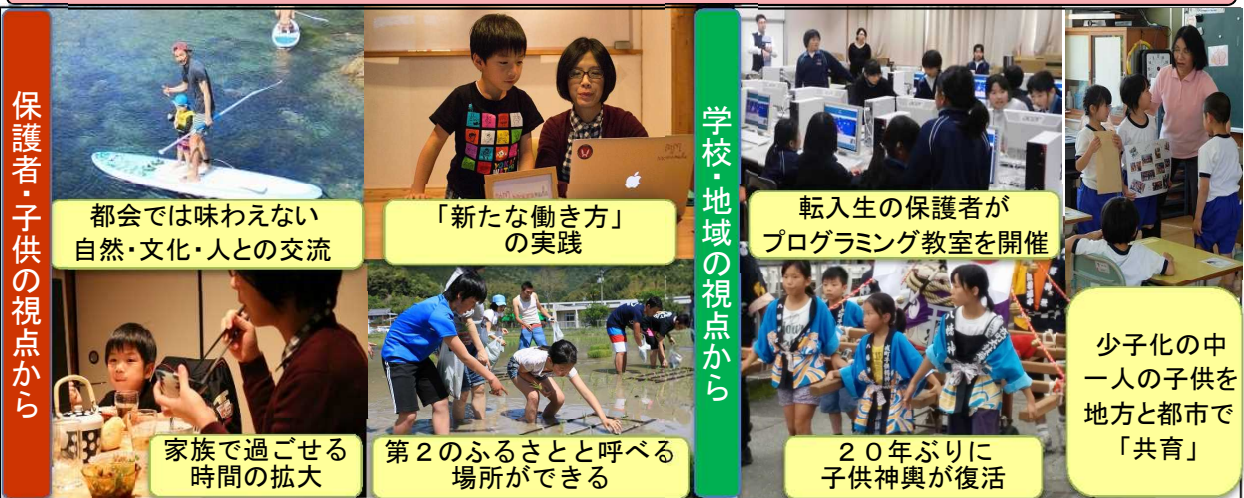 保護者・子供の視点から
都会では味わえない
自然・文化・人との交流
「新たな働き方」
の実践
家族で過ごせる
時間の拡大
第２のふるさとと呼べる
場所ができる
学校・地域の視点から
転入生の保護者が
プログラミング教室を開催
２０年ぶりに
子供神輿が復活
少子化の中
一人の子供を
地方と都市で
「共育」
acer